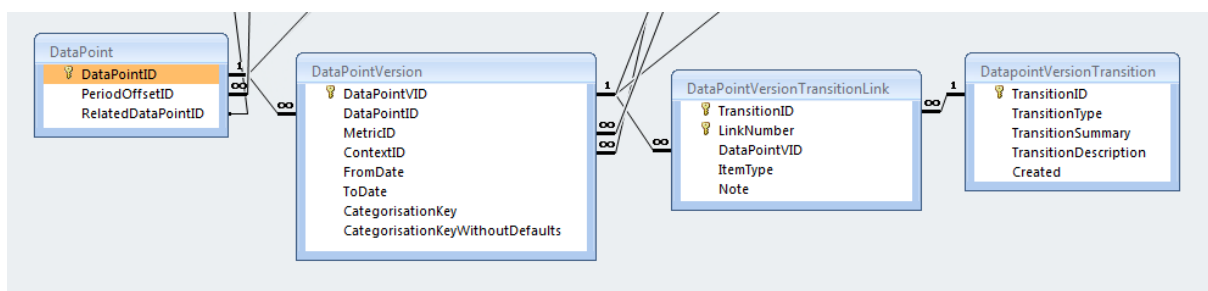 DataPoint
DataPointID
PeriodOffsetID
RelatedDataPointID
1
∞
∞
DataPointVersion
DataPointVID
DataPointID
MetricID
ContextID
FromDate
ToDate
CategorisationKey
CategorisationKeyWithoutDefaults
1
∞
∞
∞
DataPointVersionTransitionLink
TransitionID
LinkNumber
DataPointVID
ItemType
Note
∞
1
DatapointVersionTransition
TransitionID
TransitionType
TransitionSummary
TransitionDescription
Created